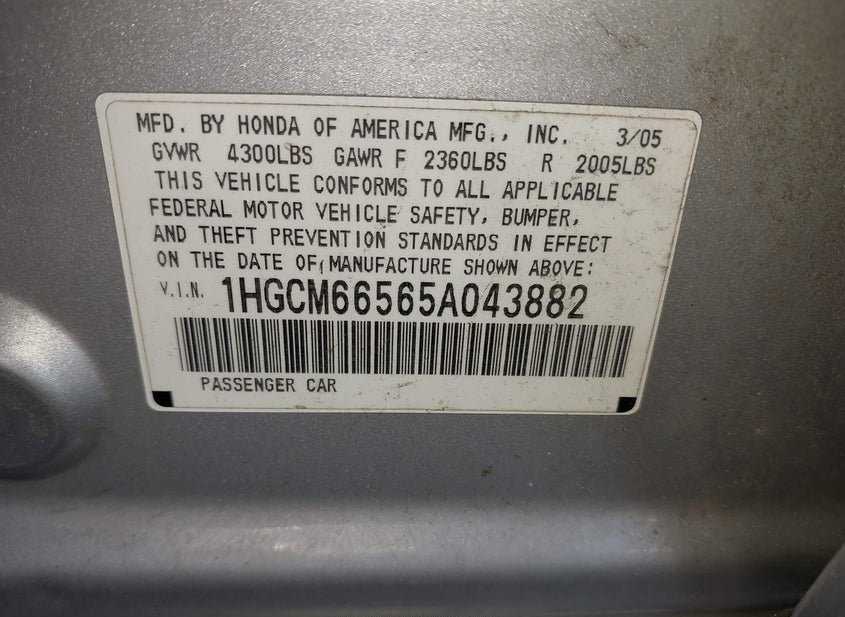 MFD. BY HONDA OF AMERICA MFG., INC. 3/05
GVWR 4300LBS GAWR F 2360LBS R 2005LBS
THIS VEHICLE CONFORMS TO ALL APPLICABLE
FEDERAL MOTOR VEHICLE SAFETY, BUMPER,
AND THEFT PREVENTION STANDARDS IN EFFECT
ON THE DATE OF MANUFACTURE SHOWN ABOVE:
V.I.N. 1HGCM66565A043882
PASSENGER CAR